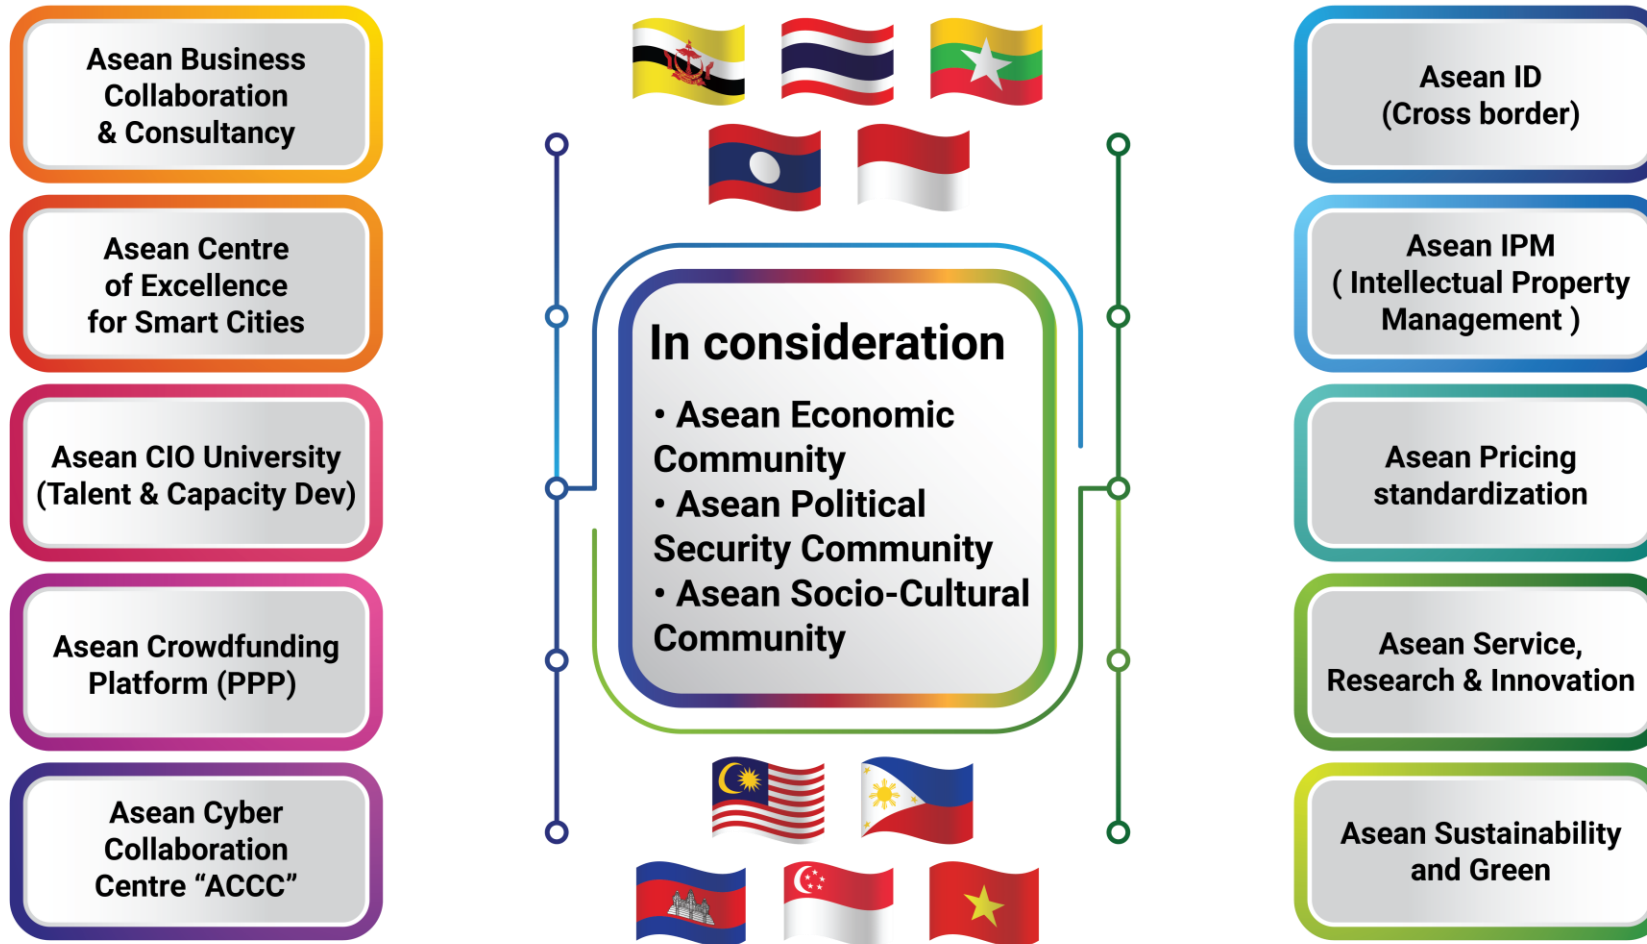 Asean Business
Collaboration
& Consultancy
Asean Centre
of Excellence
for Smart Cities
Asean CIO University
(Talent & Capacity Dev)
Asean Crowdfunding
Platform (PPP)
Asean Cyber
Collaboration
Centre “ACCC”
In consideration
• Asean Economic
Community
• Asean Political
Security Community
• Asean Socio-Cultural
Community
Asean ID
(Cross border)
Asean IPM
( Intellectual Property
Management )
Asean Pricing
standardization
Asean Service,
Research & Innovation
Asean Sustainability
and Green